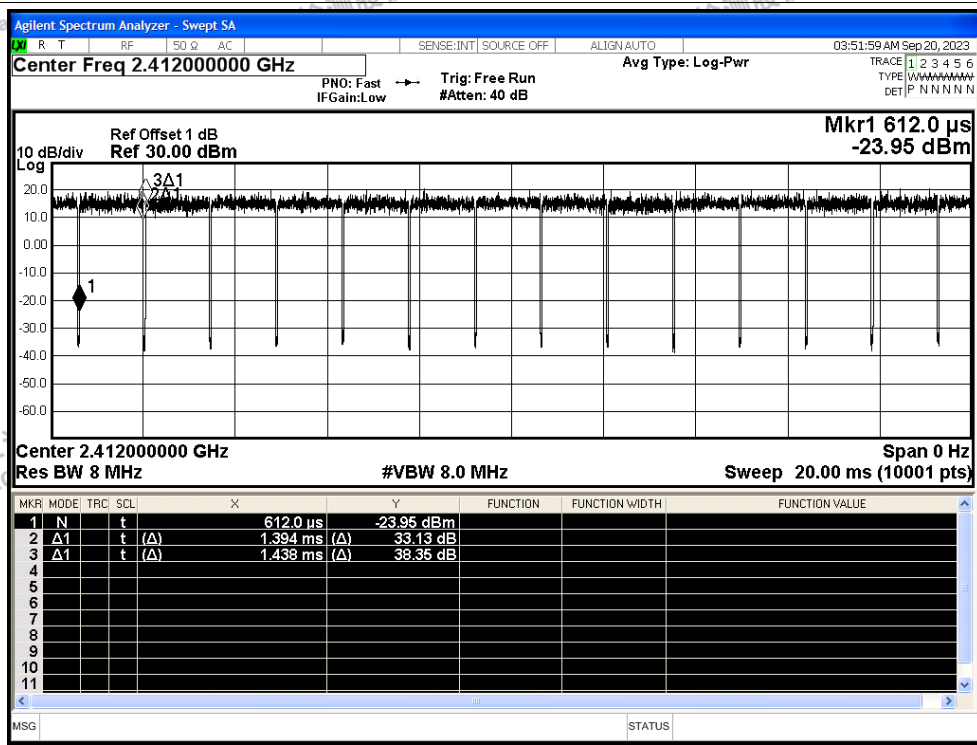 Agilent Spectrum Analyzer - Swept SA
LXI R T RF 50 Ω AC SENSE:INT SOURCE OFF ALIGN AUTO 03:51:59 AM Sep 20, 2023
Center Freq 2.412000000 GHz
PNO: Fast
IFGain:Low
Trig: Free Run
#Atten: 40 dB
Avg Type: Log-Pwr
TRACE 1 2 3 4 5 6
TYPE
DET P N N N N N
Mkr1 612.0 µs
-23.95 dBm
Ref Offset 1 dB
10 dB/div Ref 30.00 dBm
Log
3Δ1
2Δ1
20.0
10.0
0.00
-10.0
1
-20.0
-30.0
-40.0
-50.0
-60.0
Center 2.412000000 GHz Span 0 Hz
Res BW 8 MHz #VBW 8.0 MHz Sweep 20.00 ms (10001 pts)
MKR MODE TRC SCL X Y FUNCTION FUNCTION WIDTH FUNCTION VALUE
1 N t 612.0 µs -23.95 dBm
2 Δ1 t (Δ) 1.394 ms (Δ) 33.13 dB
3 Δ1 t (Δ) 1.438 ms (Δ) 38.35 dB
4
5
6
7
8
9
10
11
MSG STATUS